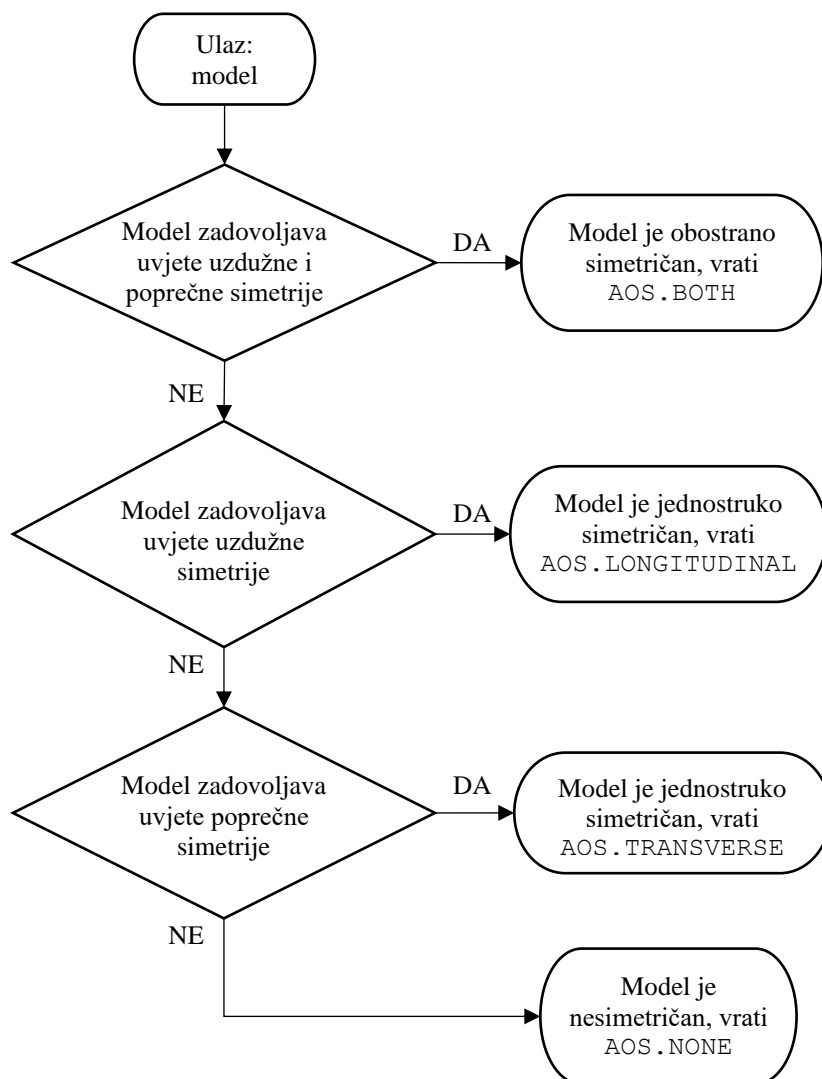 Ulaz:
model
Model zadovoljava
uvjete uzdužne i
poprečne simetrije
DA
Model je obostrano
simetričan, vrati
AOS.BOTH
NE
Model zadovoljava
uvjete uzdužne
simetrije
DA
Model je jednostruko
simetričan, vrati
AOS.LONGITUDINAL
NE
Model zadovoljava
uvjete poprečne
simetrije
DA
Model je jednostruko
simetričan, vrati
AOS.TRANSVERSE
NE
Model je
nesimetričan, vrati
AOS.NONE